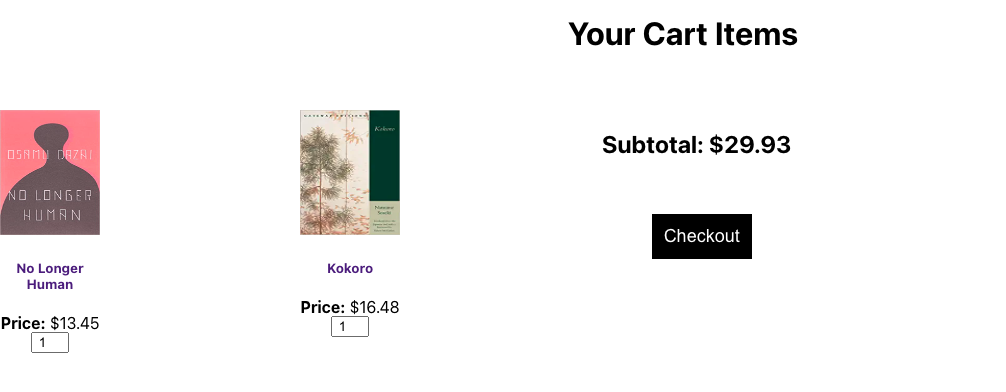 Your Cart Items
OSAMU DAZAI
NO LONGER
HUMAN
Kokoro
Natsume
Soseki
Subtotal: $29.93
Checkout
No Longer
Human
Price: $13.45
1
Kokoro
Price: $16.48
1